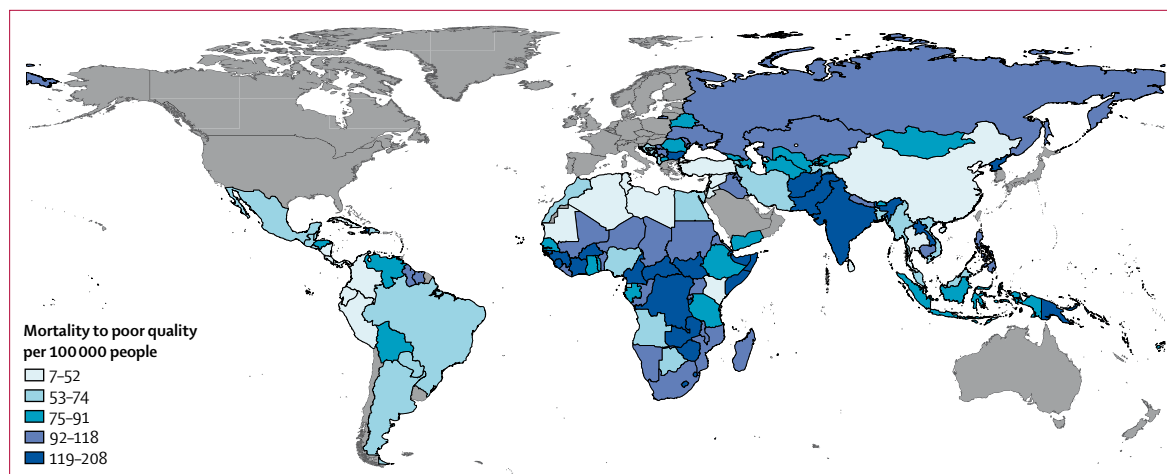 Mortality to poor quality
per 100 000 people
7–52
53–74
75–91
92–118
119–208